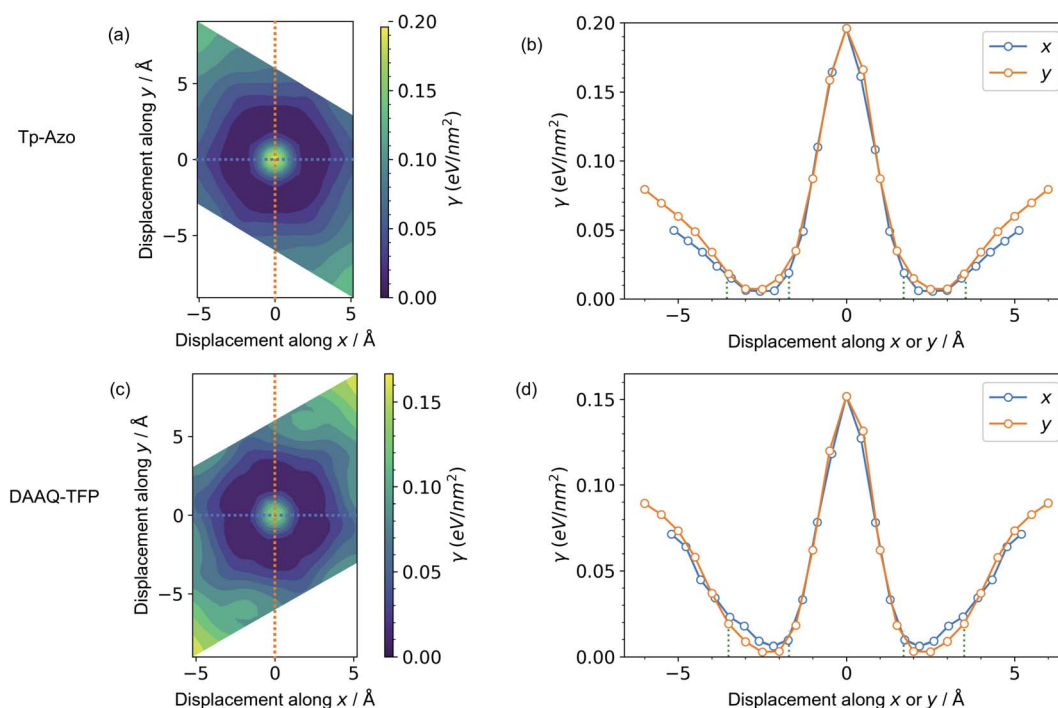 (a)
Tp-Azo
Displacement along y / Å
5
0
−5
−5 0 5
Displacement along x / Å
0.20
0.15
0.10
0.05
0.00
γ (eV/nm²)
(b)
γ (eV/nm²)
0.20
0.15
0.10
0.05
0.00
−5 0 5
Displacement along x or y / Å
x
y
(c)
DAAQ-TFP
Displacement along y / Å
5
0
−5
−5 0 5
Displacement along x / Å
0.15
0.10
0.05
0.00
γ (eV/nm²)
(d)
γ (eV/nm²)
0.15
0.10
0.05
0.00
−5 0 5
Displacement along x or y / Å
x
y